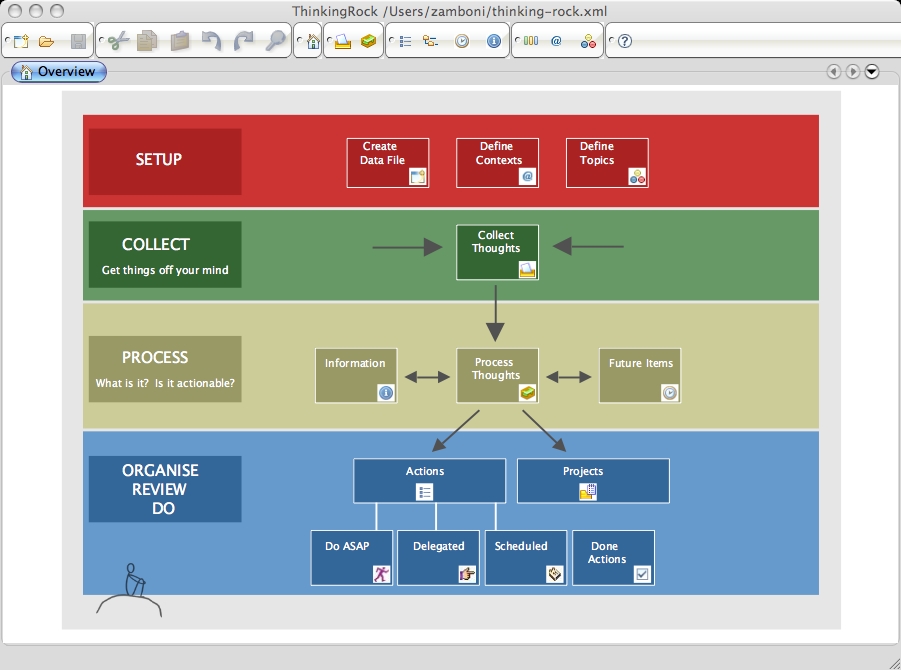 ThinkingRock /Users/zamboni/thinking-rock.xml
Overview
SETUP
Create
Data File
Define
Contexts
@
Define
Topics
COLLECT
Get things off your mind
Collect
Thoughts
PROCESS
What is it? Is it actionable?
Information
Process
Thoughts
Future Items
ORGANISE
REVIEW
DO
Actions
Projects
Do ASAP
Delegated
Scheduled
Done
Actions